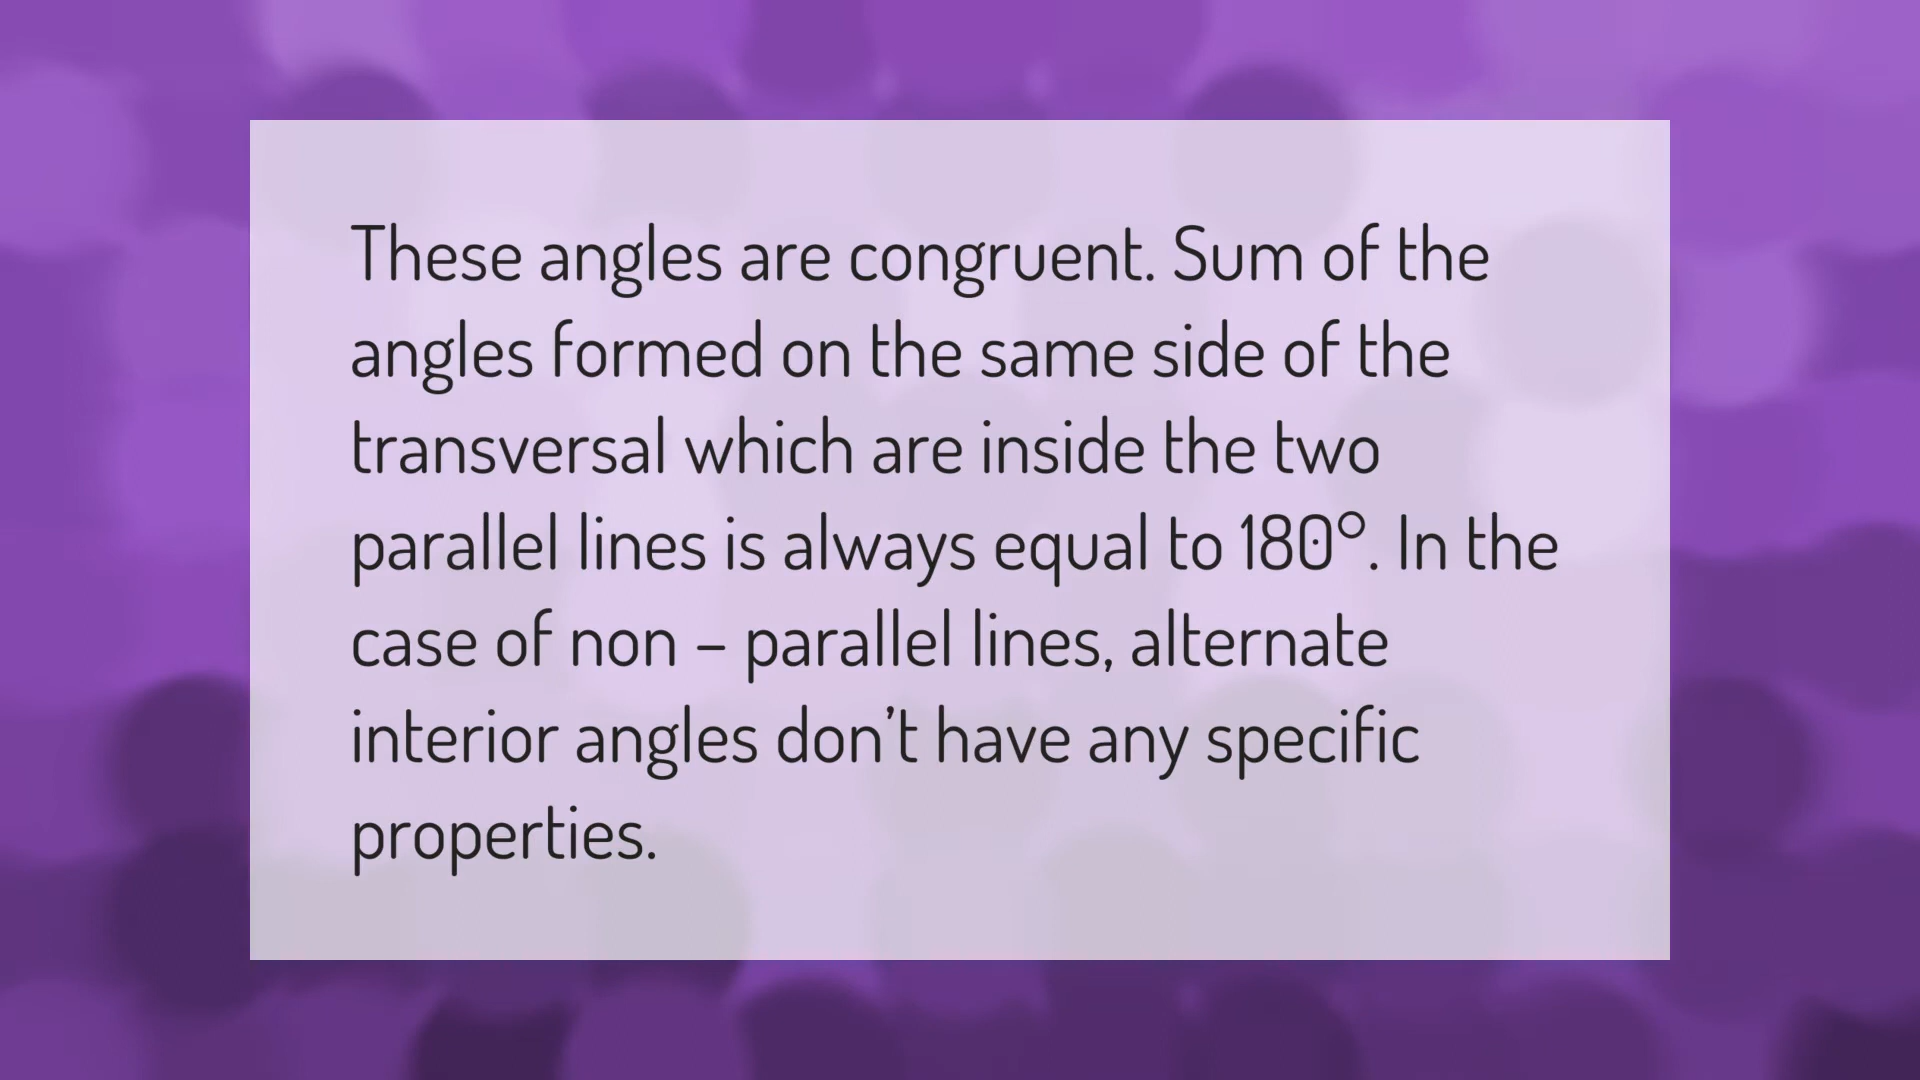 These angles are congruent. Sum of the
angles formed on the same side of the
transversal which are inside the two
parallel lines is always equal to 180°. In the
case of non – parallel lines, alternate
interior angles don’t have any specific
properties.